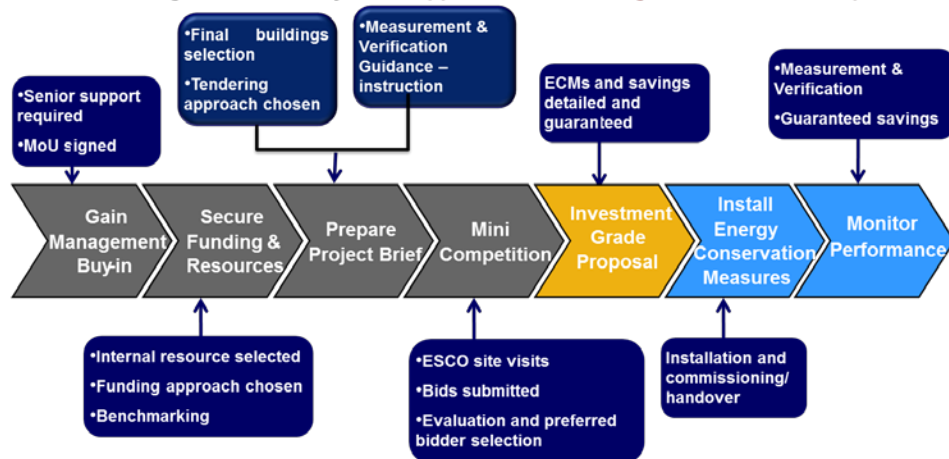 •Final buildings
selection
•Tendering
approach chosen
•Measurement &
Verification
Guidance –
instruction
•Senior support
required
•MoU signed
ECMs and savings
detailed and
guaranteed
•Measurement &
Verification
•Guaranteed savings
Gain
Management
Buy-in
Secure
Funding &
Resources
Prepare
Project Brief
Mini
Competition
Investment
Grade
Proposal
Install
Energy
Conservation
Measures
Monitor
Performance
•Internal resource selected
•Funding approach chosen
•Benchmarking
•ESCO site visits
•Bids submitted
•Evaluation and preferred
bidder selection
Installation and
commissioning/
handover